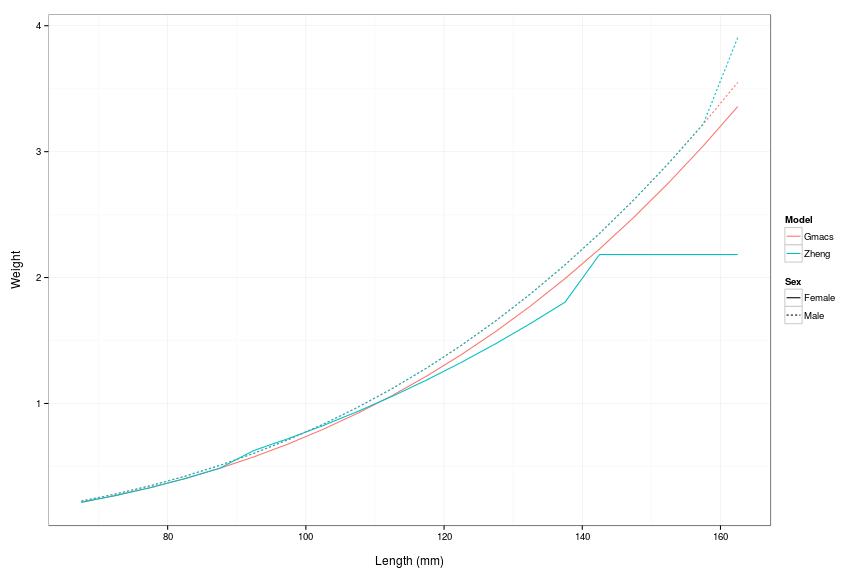 4
3
2
1
Weight
80
100
120
140
160
Length (mm)
Model
Gmacs
Zheng
Sex
Female
Male